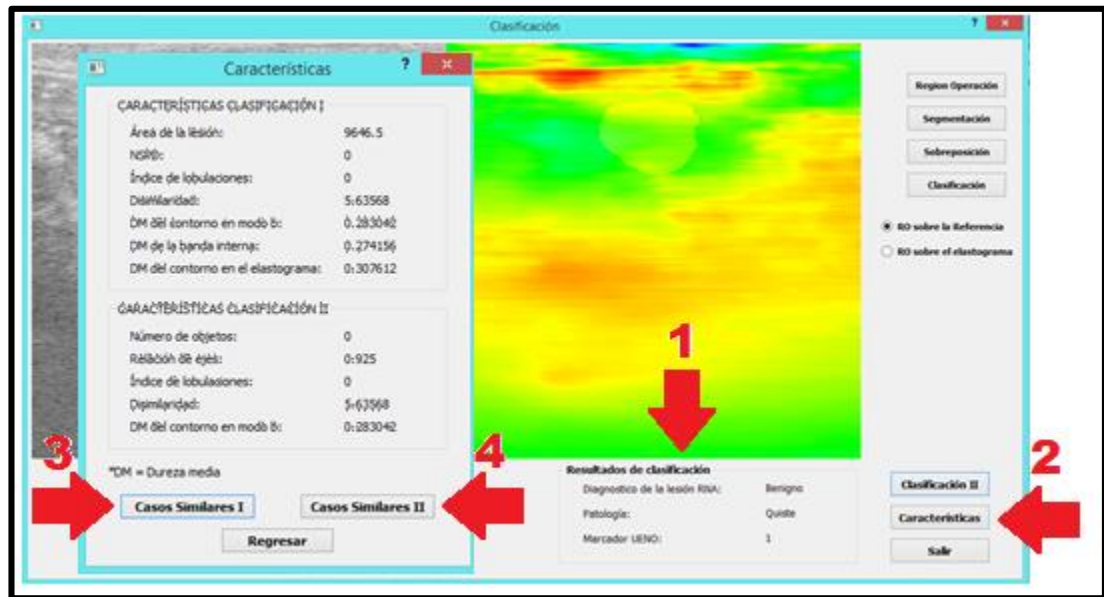 Clasificación
?
Características
?
CARACTERÍSTICAS CLASIFICACIÓN I
Área de la lesión: 9646.5
NSPD: 0
Índice de lobulaciones: 0
Disimilaridad: 5.63568
DM del contorno en modo b: 0.283042
DM de la banda interna: 0.274156
DM del contorno en el elastograma: 0.307612
CARACTERÍSTICAS CLASIFICACIÓN II
Número de objetos: 0
Relación de ejes: 0.925
Índice de lobulaciones: 0
Disimilaridad: 5.63568
DM del contorno en modo b: 0.283042
*DM = Dureza media
Casos Similares I
Casos Similares II
Regresar
3
4
1
2
Resultados de clasificación
Diagnostico de la lesión RNA: Benigno
Patología: Quiste
Marcador UENO: 1
Region Operación
Segmentación
Sobreposición
Clasificación
RO sobre la Referencia
RO sobre el elastograma
Clasificación II
Características
Salir